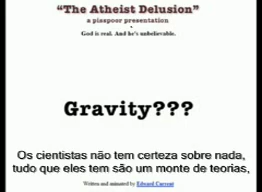 “The Atheist Delusion”
a piaspoor presentation
God is real. And he's unbelievable.
Gravity???
Os cientistas não tem certeza sobre nada,
tudo que eles tem são um monte de teorias,
Written and animated by Edward Current